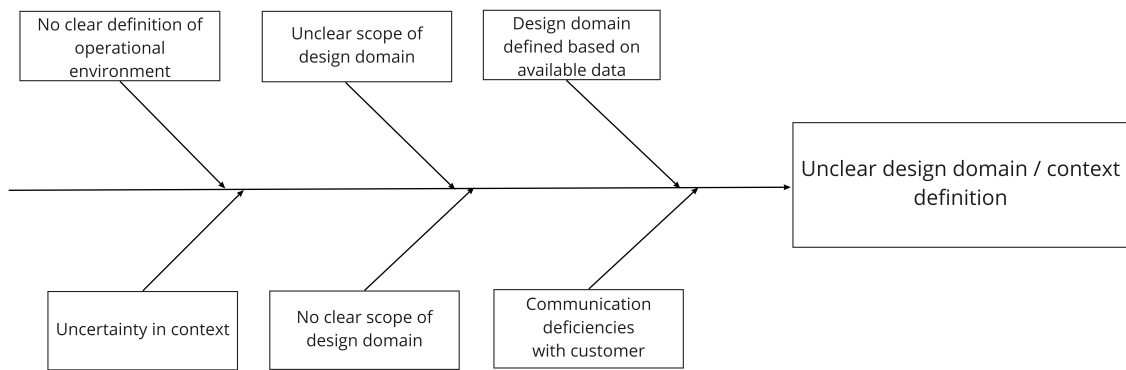 No clear definition of
operational
environment
Unclear scope of
design domain
Design domain
defined based on
available data
Unclear design domain / context
definition
Uncertainty in context
No clear scope of
design domain
Communication
deficiencies
with customer